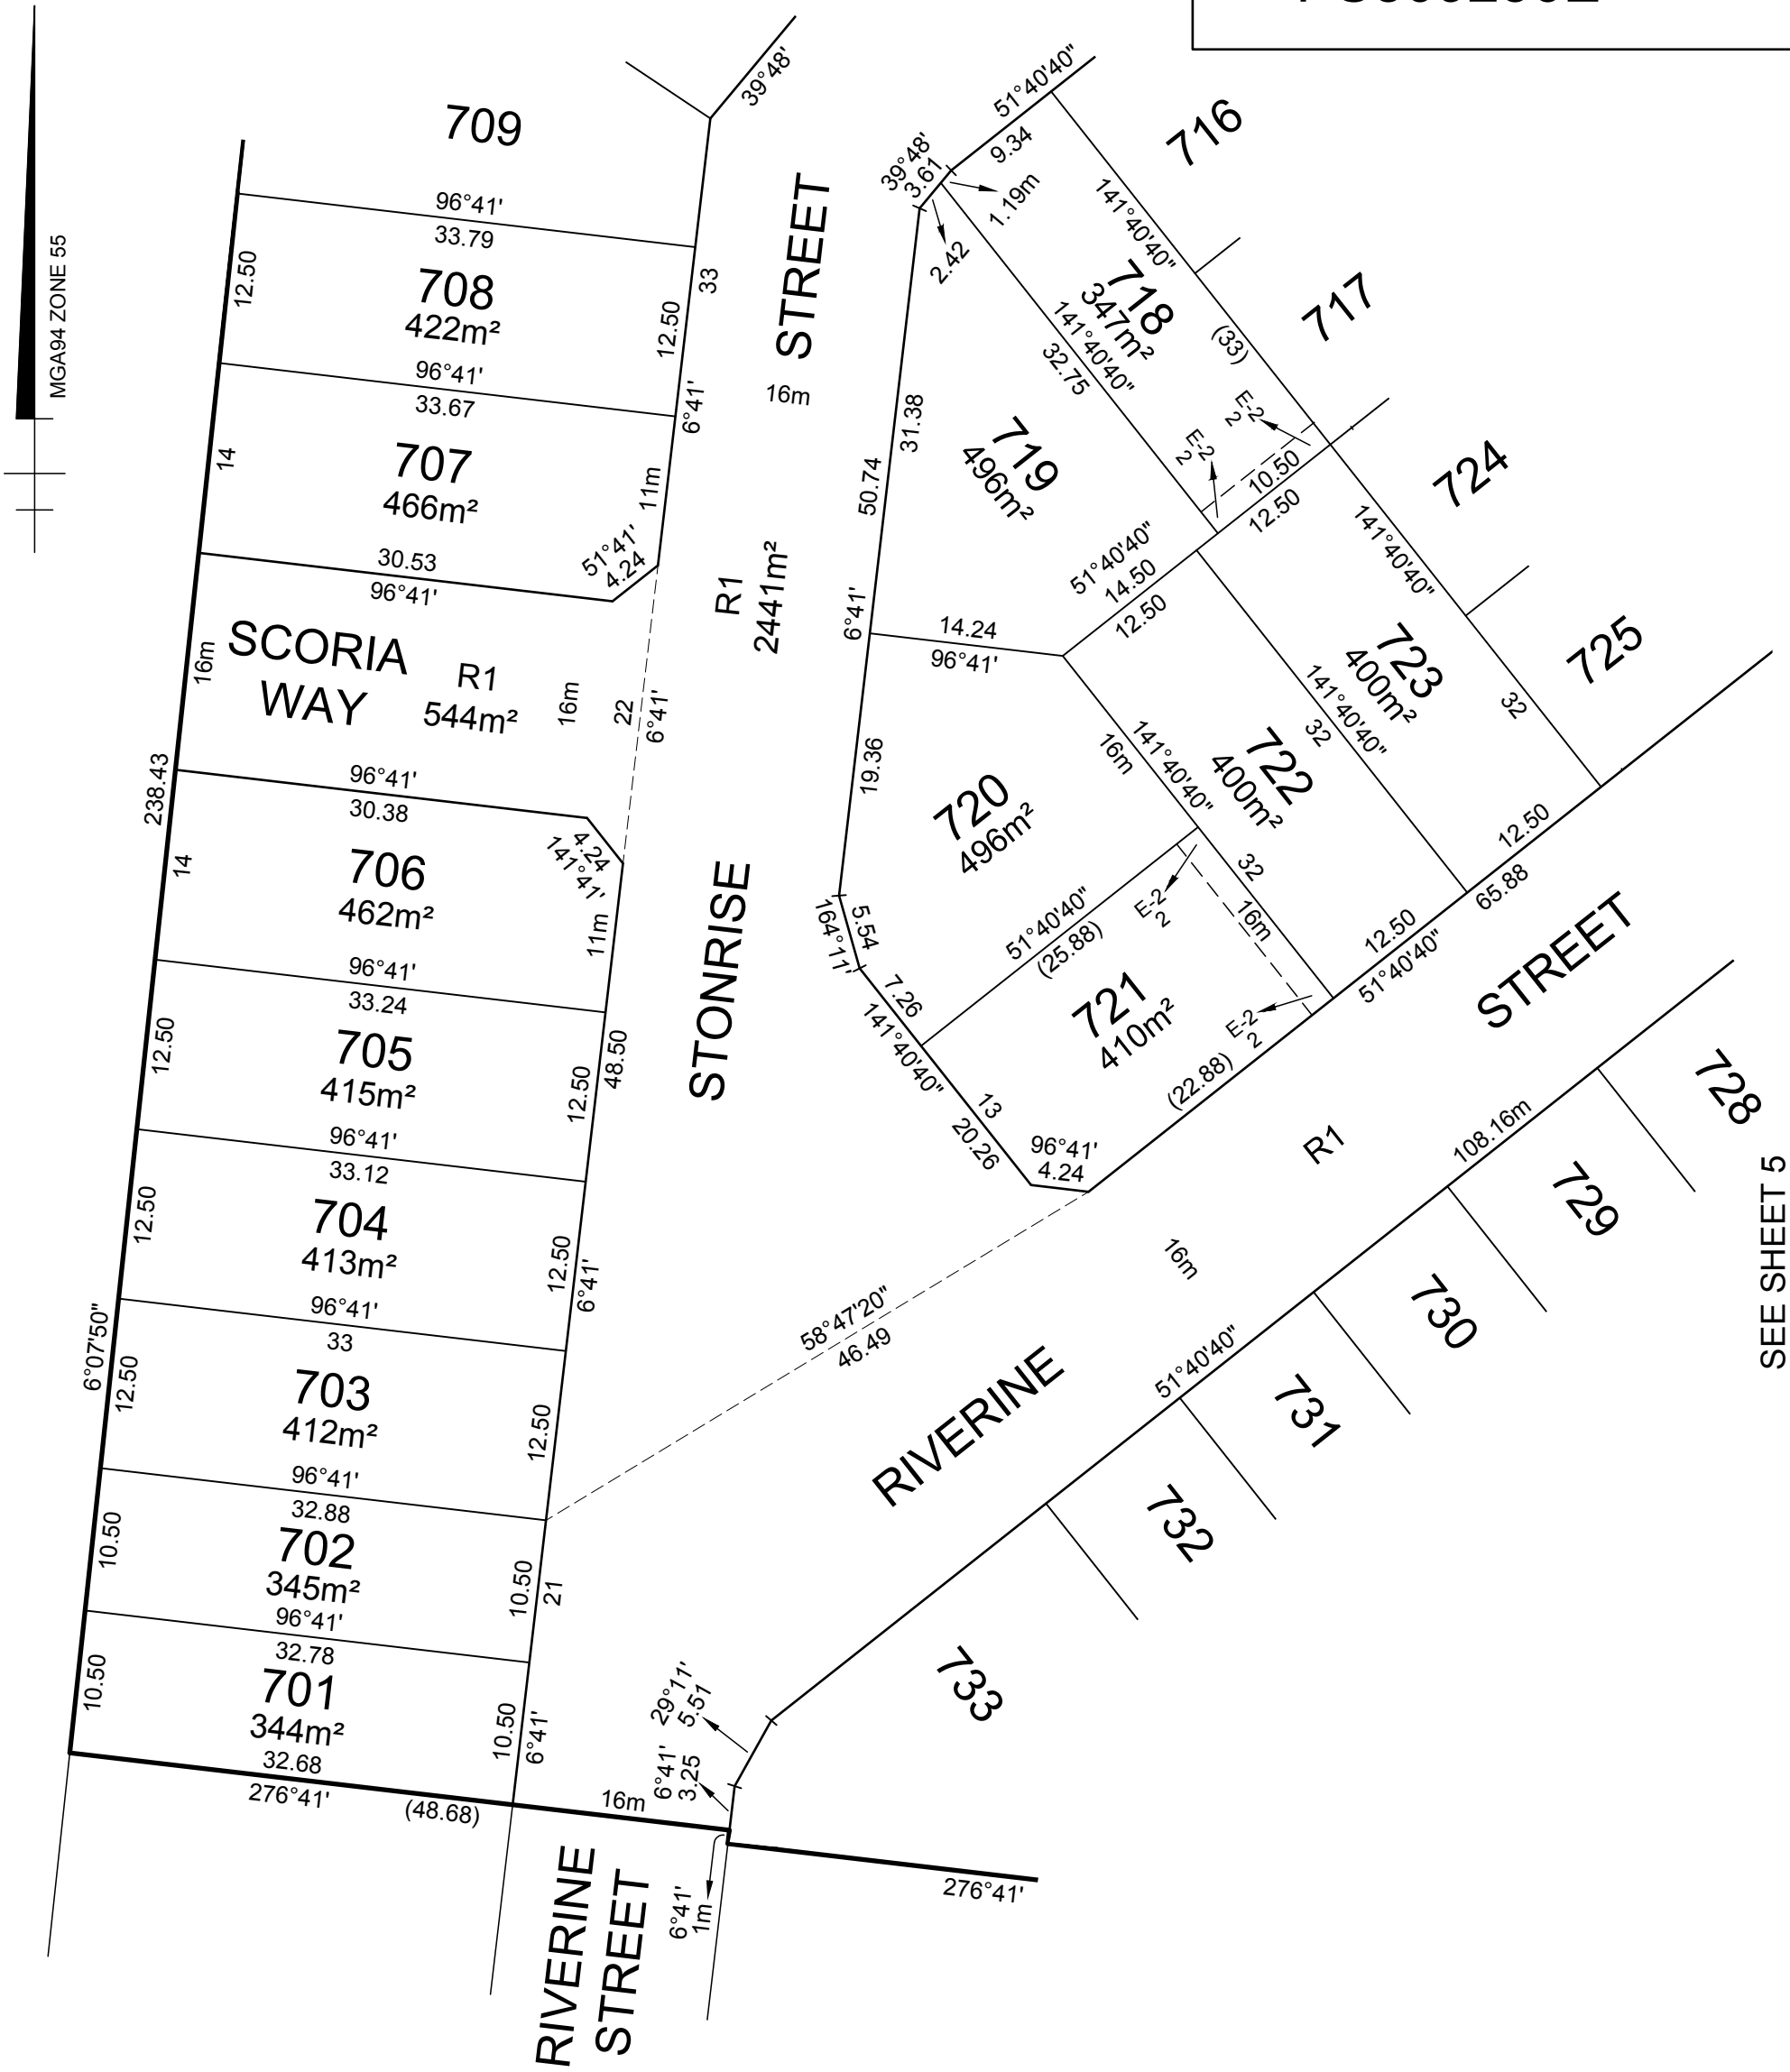 MGA94 ZONE 55
709
39°48'
96°41'
33.79
12.50
708
422m²
33
12.50
96°41'
33.67
6°41'
14
707
466m²
11m
51°41'
4.24
30.53
96°41'
STREET
16m
R1
2441m²
SCORIA
WAY
R1
544m²
16m
16m
22
6°41'
238.43
96°41'
30.38
4.24
141°41'
14
706
462m²
11m
96°41'
33.24
12.50
705
415m²
12.50
48.50
96°41'
33.12
12.50
704
413m²
12.50
6°41'
96°41'
33
6°07'50"
12.50
703
412m²
12.50
96°41'
32.88
10.50
702
345m²
10.50
21
96°41'
32.78
10.50
701
344m²
10.50
6°41'
32.68
276°41'
(48.68)
16m
STONRISE
51°40'40"
9.34
39°48'
3.61
1.19m
2.42
716
141°40'40"
718
347m²
141°40'40"
32.75
(33)
717
E-2
2
E-2
2
10.50
12.50
724
31.38
50.74
719
496m²
51°40'40"
14.50
12.50
141°40'40"
6°41'
14.24
96°41'
725
723
400m²
141°40'40"
32
32
19.36
720
496m²
16m
141°40'40"
722
400m²
12.50
65.88
32
16m
12.50
51°40'40"
5.54
164°11'
51°40'40"
(25.88)
E-2
2
7.26
141°40'40"
721
410m²
E-2
2
13
20.26
96°41'
4.24
(22.88)
STREET
728
R1
108.16m
729
16m
58°47'20"
46.49
730
51°40'40"
731
RIVERINE
732
733
29°11'
5.51
6°41'
3.25
6°41'
1m
276°41'
RIVERINE
STREET
SEE SHEET 5